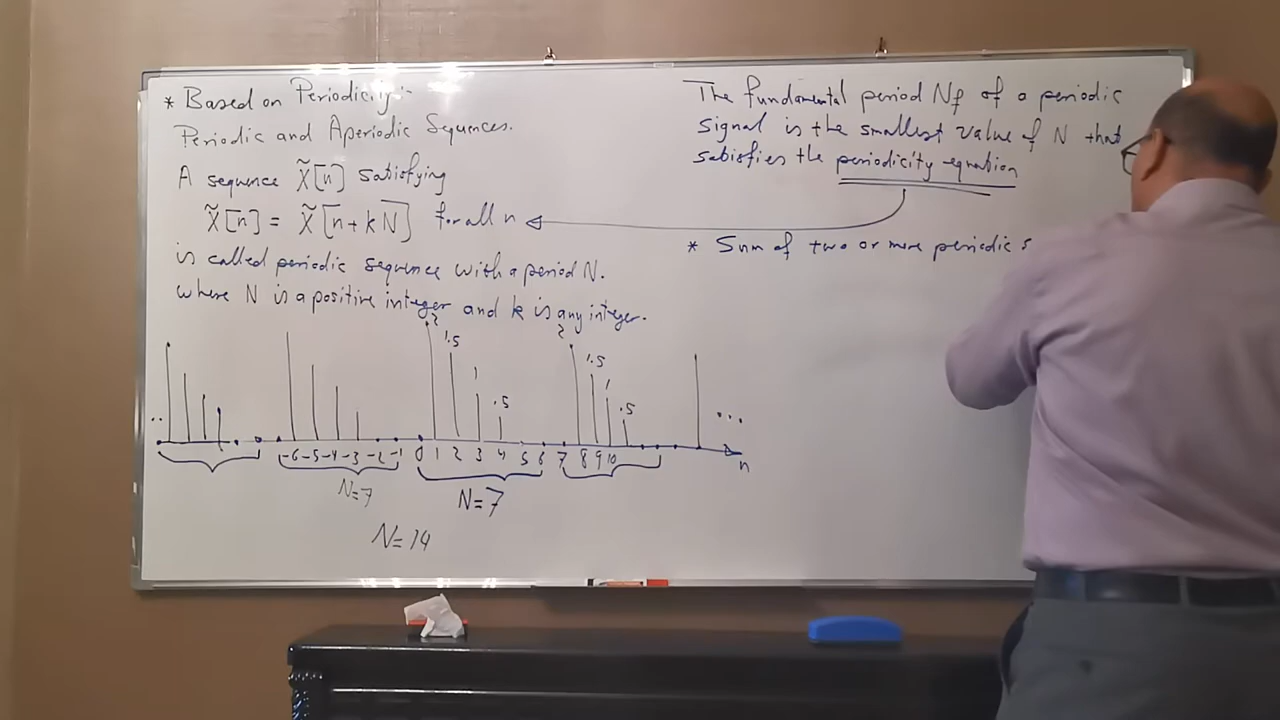 * Based on Periodicity:-
Periodic and Aperiodic Sequnces.
A sequence x̃[n] satisfying
x̃[n] = x̃[n+kN] for all n
is called periodic sequence with a period N.
where N is a positive integer and k is any integer.
2 1.5 1 .5 2 1.5 1 .5
.. -6 -5 -4 -3 -2 -1 0 1 2 3 4 5 6 7 8 9 10 ... n
N=7 N=7
N=14
The fundamental period Nf of a periodic
signal is the smallest value of N that
satisfies the periodicity equation
* Sum of two or more periodic s